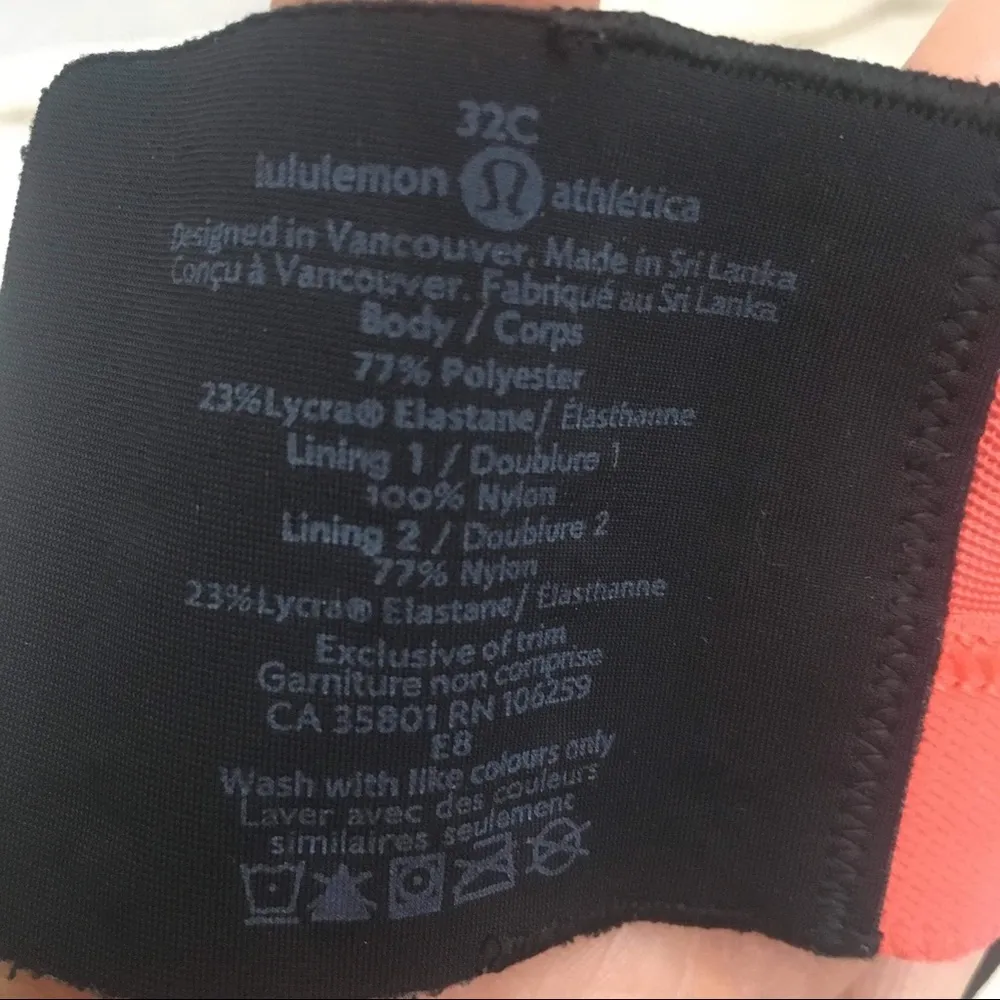 32C
lululemon athletica
Designed in Vancouver. Made in Sri Lanka.
Conçu à Vancouver. Fabriqué au Sri Lanka.
Body / Corps
77% Polyester
23% Lycra® Elastane/ Élasthanne
Lining 1 / Doublure 1
100% Nylon
Lining 2 / Doublure 2
77% Nylon
23% Lycra® Elastane/ Élasthanne
Exclusive of trim
Garniture non comprise
CA 35801 RN 106259
E8
Wash with like colours only
Laver avec des couleurs
similaires seulement